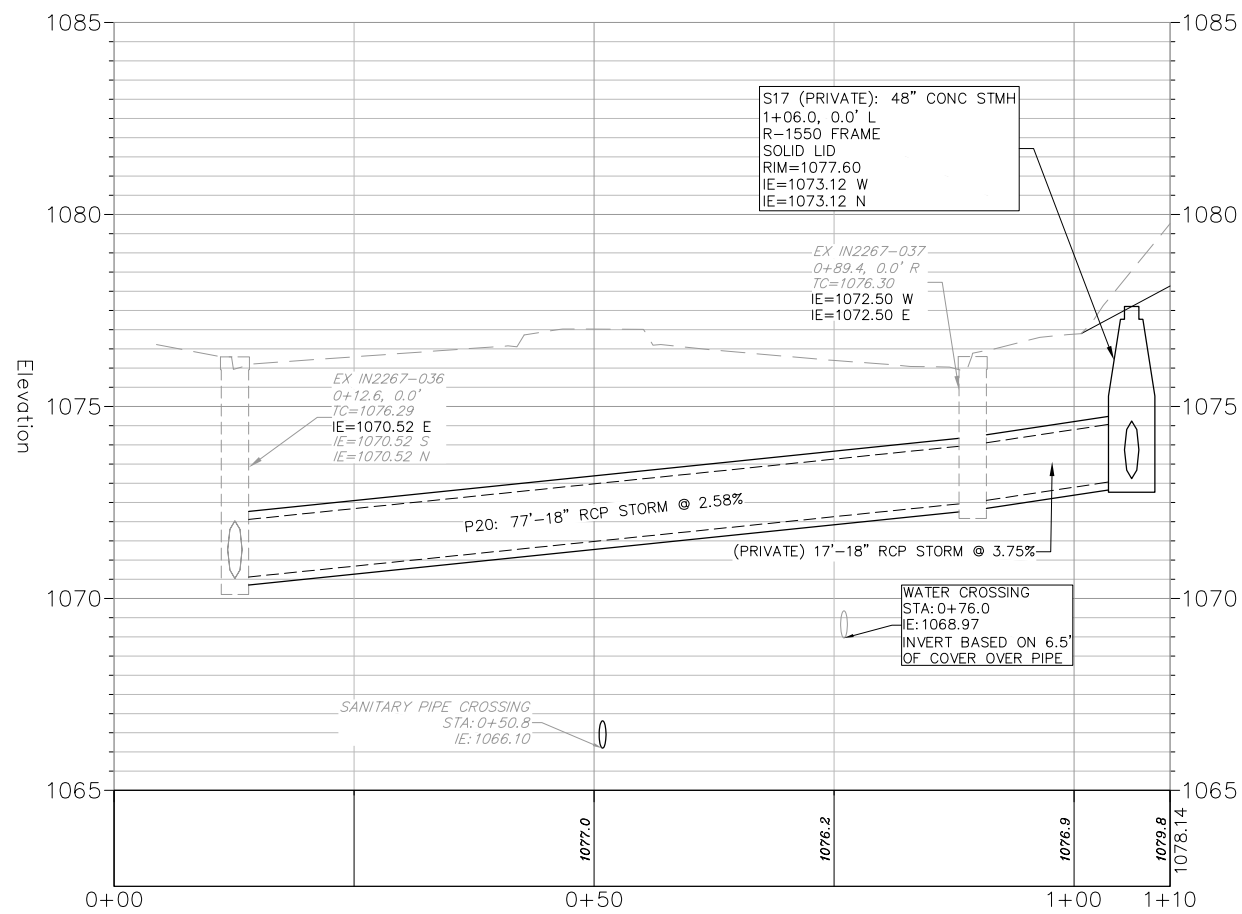 1085
1085
S17 (PRIVATE): 48" CONC STMH
1+06.0, 0.0' L
R-1550 FRAME
SOLID LID
RIM=1077.60
IE=1073.12 W
IE=1073.12 N
1080
1080
EX IN2267-037
0+89.4, 0.0' R
TC=1076.30
IE=1072.50 W
IE=1072.50 E
Elevation
EX IN2267-036
0+12.6, 0.0'
TC=1076.29
IE=1070.52 E
IE=1070.52 S
IE=1070.52 N
1075
1075
P20: 77'-18" RCP STORM @ 2.58%
(PRIVATE) 17'-18" RCP STORM @ 3.75%
1070
1070
WATER CROSSING
STA: 0+76.0
IE: 1068.97
INVERT BASED ON 6.5'
OF COVER OVER PIPE
SANITARY PIPE CROSSING
STA: 0+50.8
IE: 1066.10
1065
1065
1077.0
1076.2
1076.9
1079.8
1078.14
0+00
0+50
1+00
1+10